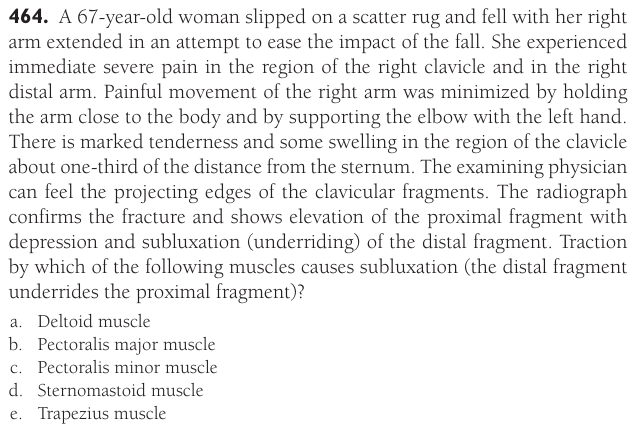 464. A 67-year-old woman slipped on a scatter rug and fell with her right
arm extended in an attempt to ease the impact of the fall. She experienced
immediate severe pain in the region of the right clavicle and in the right
distal arm. Painful movement of the right arm was minimized by holding
the arm close to the body and by supporting the elbow with the left hand.
There is marked tenderness and some swelling in the region of the clavicle
about one-third of the distance from the sternum. The examining physician
can feel the projecting edges of the clavicular fragments. The radiograph
confirms the fracture and shows elevation of the proximal fragment with
depression and subluxation (underriding) of the distal fragment. Traction
by which of the following muscles causes subluxation (the distal fragment
underrides the proximal fragment)?
a. Deltoid muscle
b. Pectoralis major muscle
c. Pectoralis minor muscle
d. Sternomastoid muscle
e. Trapezius muscle